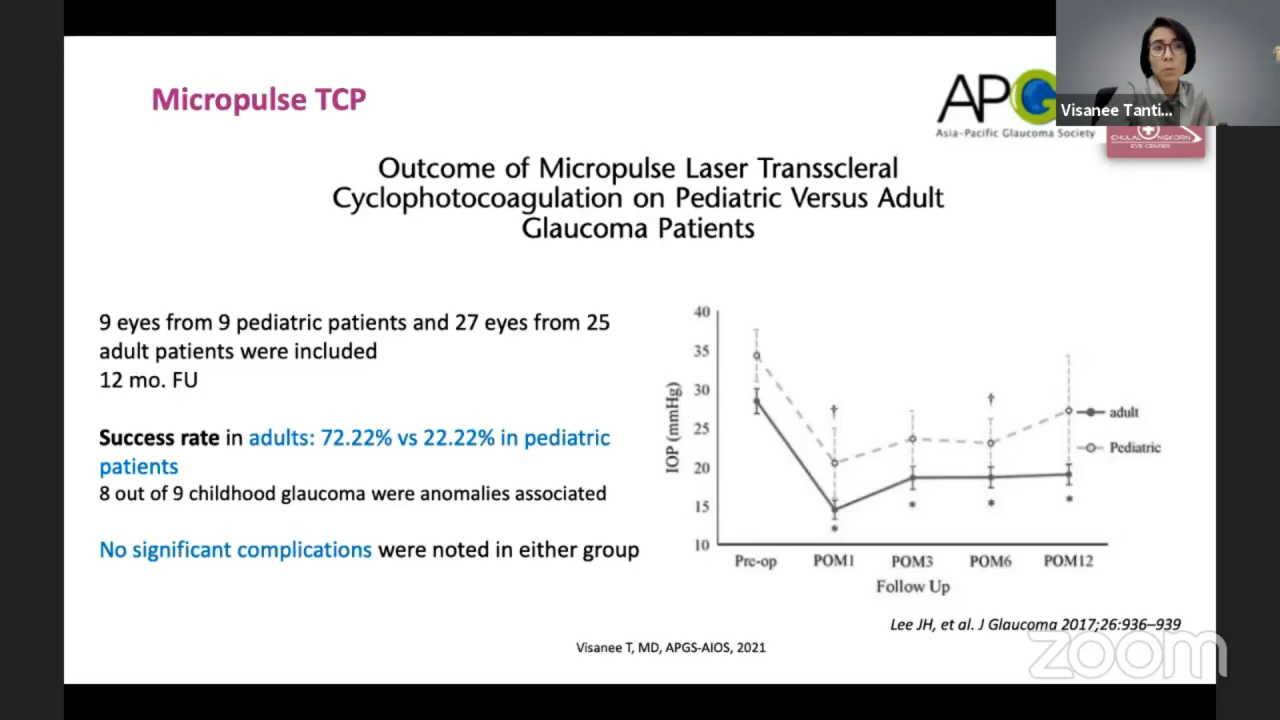 Micropulse TCP
AP
Asia-Pacific Glaucoma Society
Visanee Tanti...
CHULALONGKORN
EYE CENTER
Outcome of Micropulse Laser Transscleral
Cyclophotocoagulation on Pediatric Versus Adult
Glaucoma Patients
9 eyes from 9 pediatric patients and 27 eyes from 25
adult patients were included
12 mo. FU
Success rate in adults: 72.22% vs 22.22% in pediatric
patients
8 out of 9 childhood glaucoma were anomalies associated
No significant complications were noted in either group
IOP (mmHg)
40
35
30
25
20
15
10
†
†
*
*
*
*
adult
Pediatric
Pre-op POM1 POM3 POM6 POM12
Follow Up
Lee JH, et al. J Glaucoma 2017;26:936–939
Visanee T, MD, APGS-AIOS, 2021
zoom